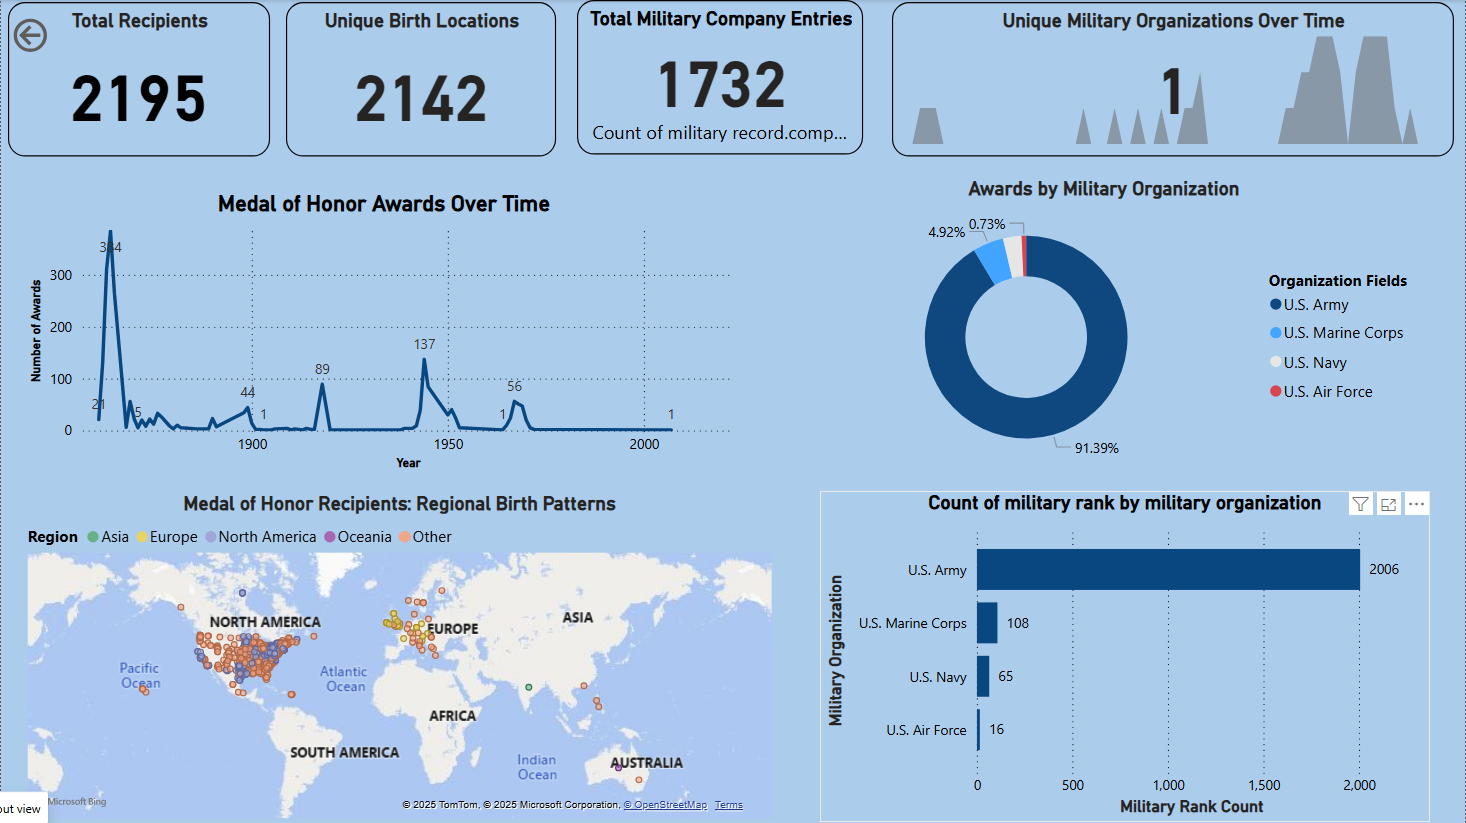 Total Recipients
2195
Unique Birth Locations
2142
Total Military Company Entries
1732
Count of military record.comp...
Unique Military Organizations Over Time
1
Medal of Honor Awards Over Time
Number of Awards
300
200
100
0
384
21
5
44
1
89
137
1
56
1
1900
1950
2000
Year
Awards by Military Organization
4.92%
0.73%
91.39%
Organization Fields
U.S. Army
U.S. Marine Corps
U.S. Navy
U.S. Air Force
Medal of Honor Recipients: Regional Birth Patterns
Region
Asia
Europe
North America
Oceania
Other
NORTH AMERICA
EUROPE
ASIA
Pacific
Ocean
Atlantic
Ocean
AFRICA
SOUTH AMERICA
Indian
Ocean
AUSTRALIA
Microsoft Bing
© 2025 TomTom, © 2025 Microsoft Corporation, © OpenStreetMap Terms
out view
Count of military rank by military organization
Military Organization
U.S. Army
2006
U.S. Marine Corps
108
U.S. Navy
65
U.S. Air Force
16
0
500
1,000
1,500
2,000
Military Rank Count